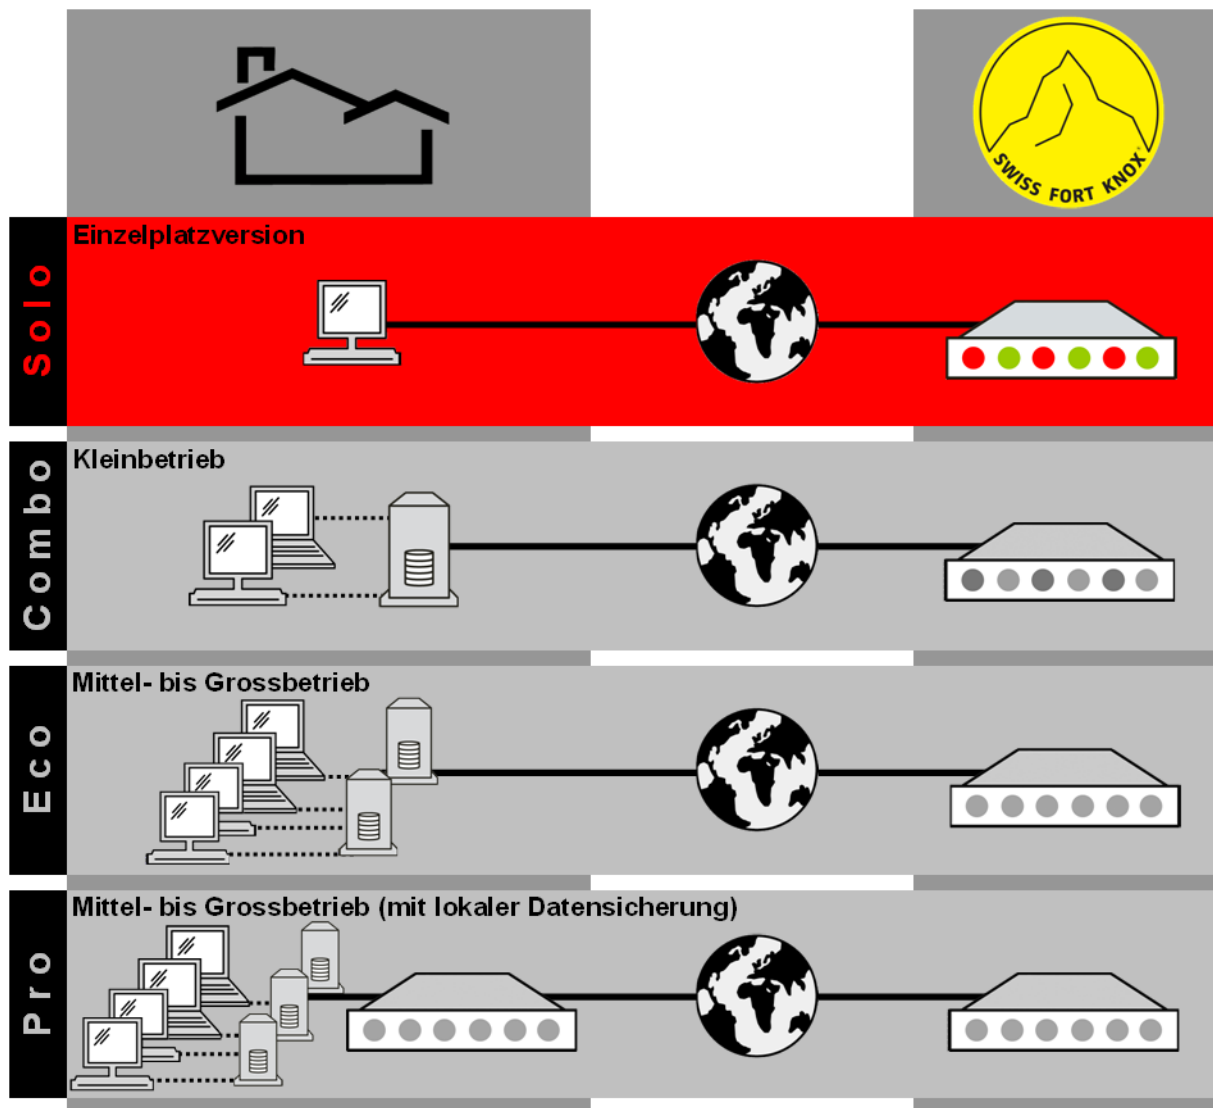 SWISS FORT KNOX
Solo
Einzelplatzversion
Combo
Kleinbetrieb
Eco
Mittel- bis Grossbetrieb
Pro
Mittel- bis Grossbetrieb (mit lokaler Datensicherung)